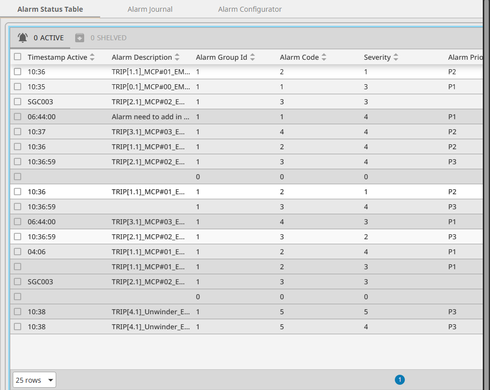 Alarm Status Table Alarm Journal Alarm Configurator
0 ACTIVE 0 SHELVED
Timestamp Active Alarm Description Alarm Group Id Alarm Code Severity Alarm Prio
10:36 TRIP[1.1]_MCP#01_EM... 1 2 1 P2
10:35 TRIP[0.1]_MCP#00_EM... 1 1 3 P1
SGC003 TRIP[2.1]_MCP#02_E... 1 3 3
06:44:00 Alarm need to add in ... 1 1 4 P1
10:37 TRIP[3.1]_MCP#03_E... 1 4 4 P2
10:36 TRIP[1.1]_MCP#01_E... 1 2 4 P2
10:36:59 TRIP[2.1]_MCP#02_E... 1 3 4 P3
0 0 0
10:36 TRIP[1.1]_MCP#01_E... 1 2 1 P2
10:36:59 1 3 4 P3
06:44:00 TRIP[3.1]_MCP#03_E... 1 4 3 P1
10:36:59 TRIP[2.1]_MCP#02_E... 1 3 2 P3
04:06 TRIP[1.1]_MCP#01_E... 1 2 4 P1
TRIP[1.1]_MCP#01_E... 1 2 3 P1
SGC003 TRIP[2.1]_MCP#02_E... 1 3 3
0 0 0
10:38 TRIP[4.1]_Unwinder_E... 1 5 5 P3
10:38 TRIP[4.1]_Unwinder_E... 1 5 4 P3
25 rows 1